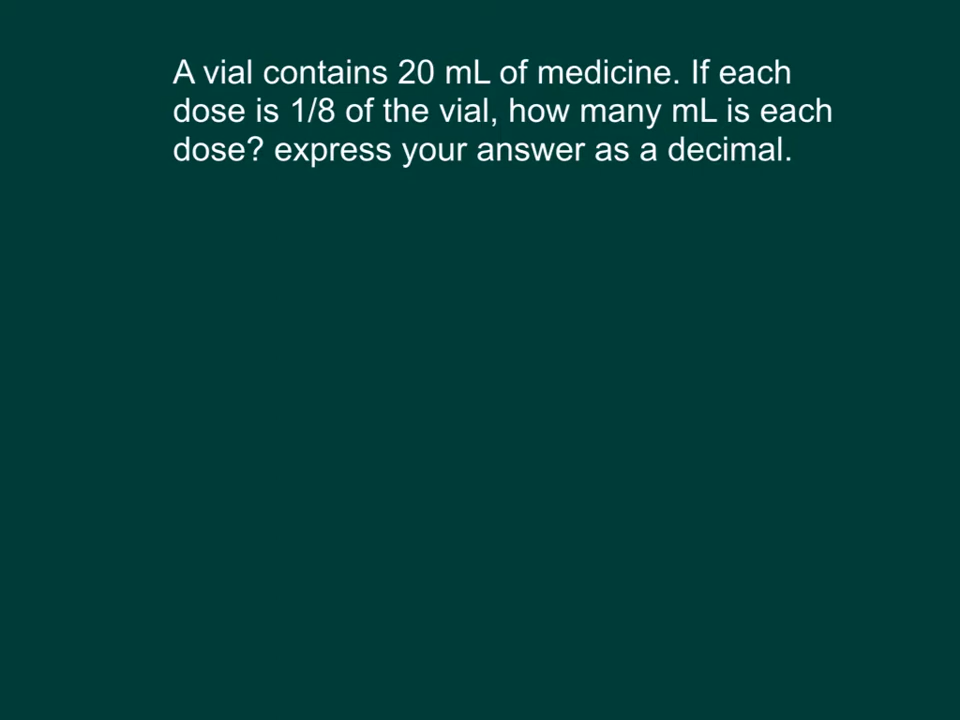 A vial contains 20 mL of medicine. If each
dose is 1/8 of the vial, how many mL is each
dose? express your answer as a decimal.